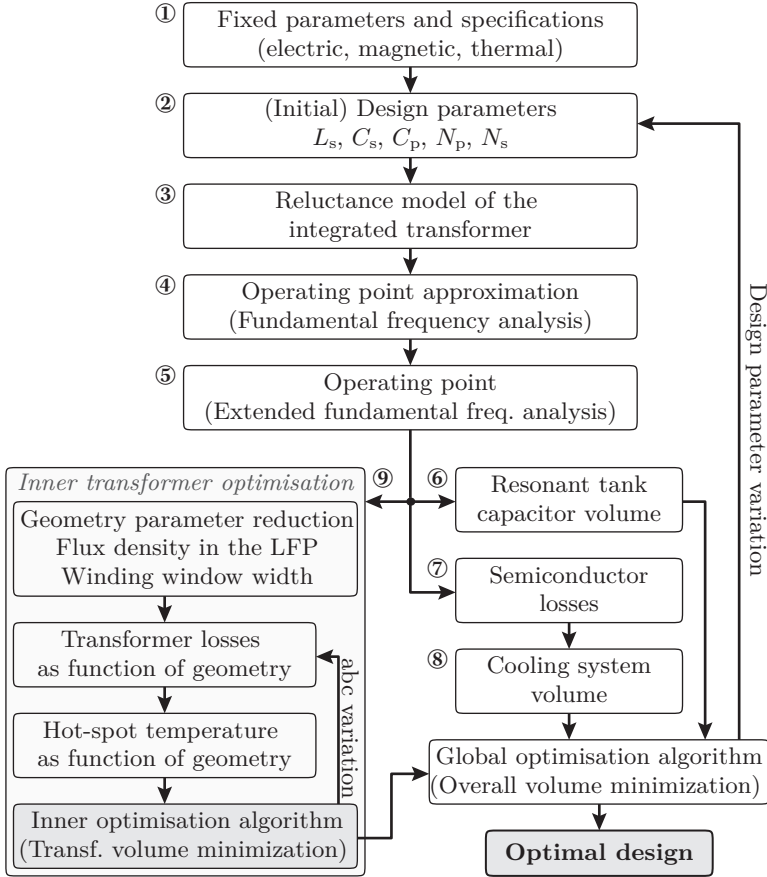 ①
Fixed parameters and specifications
(electric, magnetic, thermal)
②
(Initial) Design parameters
Ls, Cs, Cp, Np, Ns
③
Reluctance model of the
integrated transformer
④
Operating point approximation
(Fundamental frequency analysis)
⑤
Operating point
(Extended fundamental freq. analysis)
Design parameter variation
Inner transformer optimisation
⑨
Geometry parameter reduction
Flux density in the LFP
Winding window width
Transformer losses
as function of geometry
abc variation
Hot-spot temperature
as function of geometry
Inner optimisation algorithm
(Transf. volume minimization)
⑥
Resonant tank
capacitor volume
⑦
Semiconductor
losses
⑧
Cooling system
volume
Global optimisation algorithm
(Overall volume minimization)
Optimal design